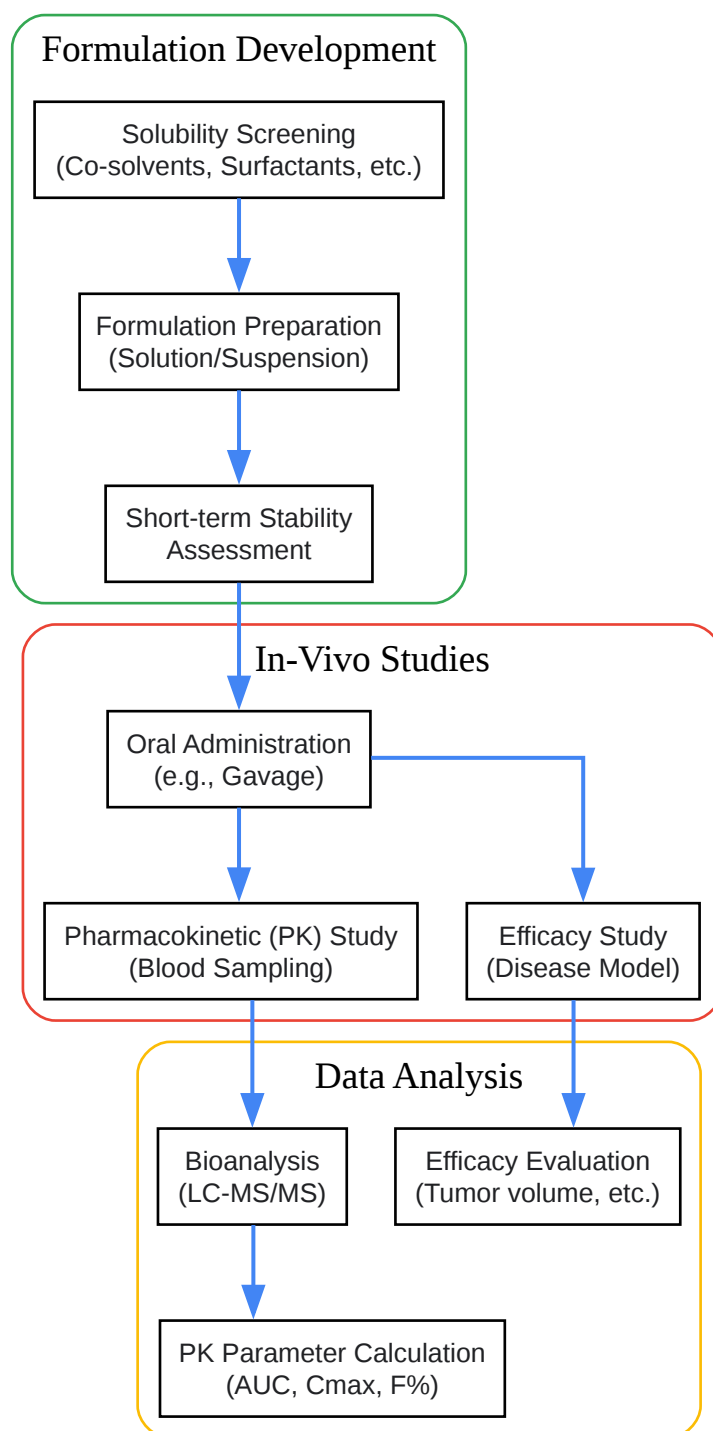 Formulation Development
Solubility Screening
(Co-solvents, Surfactants, etc.)
Formulation Preparation
(Solution/Suspension)
Short-term Stability
Assessment
In-Vivo Studies
Oral Administration
(e.g., Gavage)
Pharmacokinetic (PK) Study
(Blood Sampling)
Efficacy Study
(Disease Model)
Data Analysis
Bioanalysis
(LC-MS/MS)
Efficacy Evaluation
(Tumor volume, etc.)
PK Parameter Calculation
(AUC, Cmax, F%)